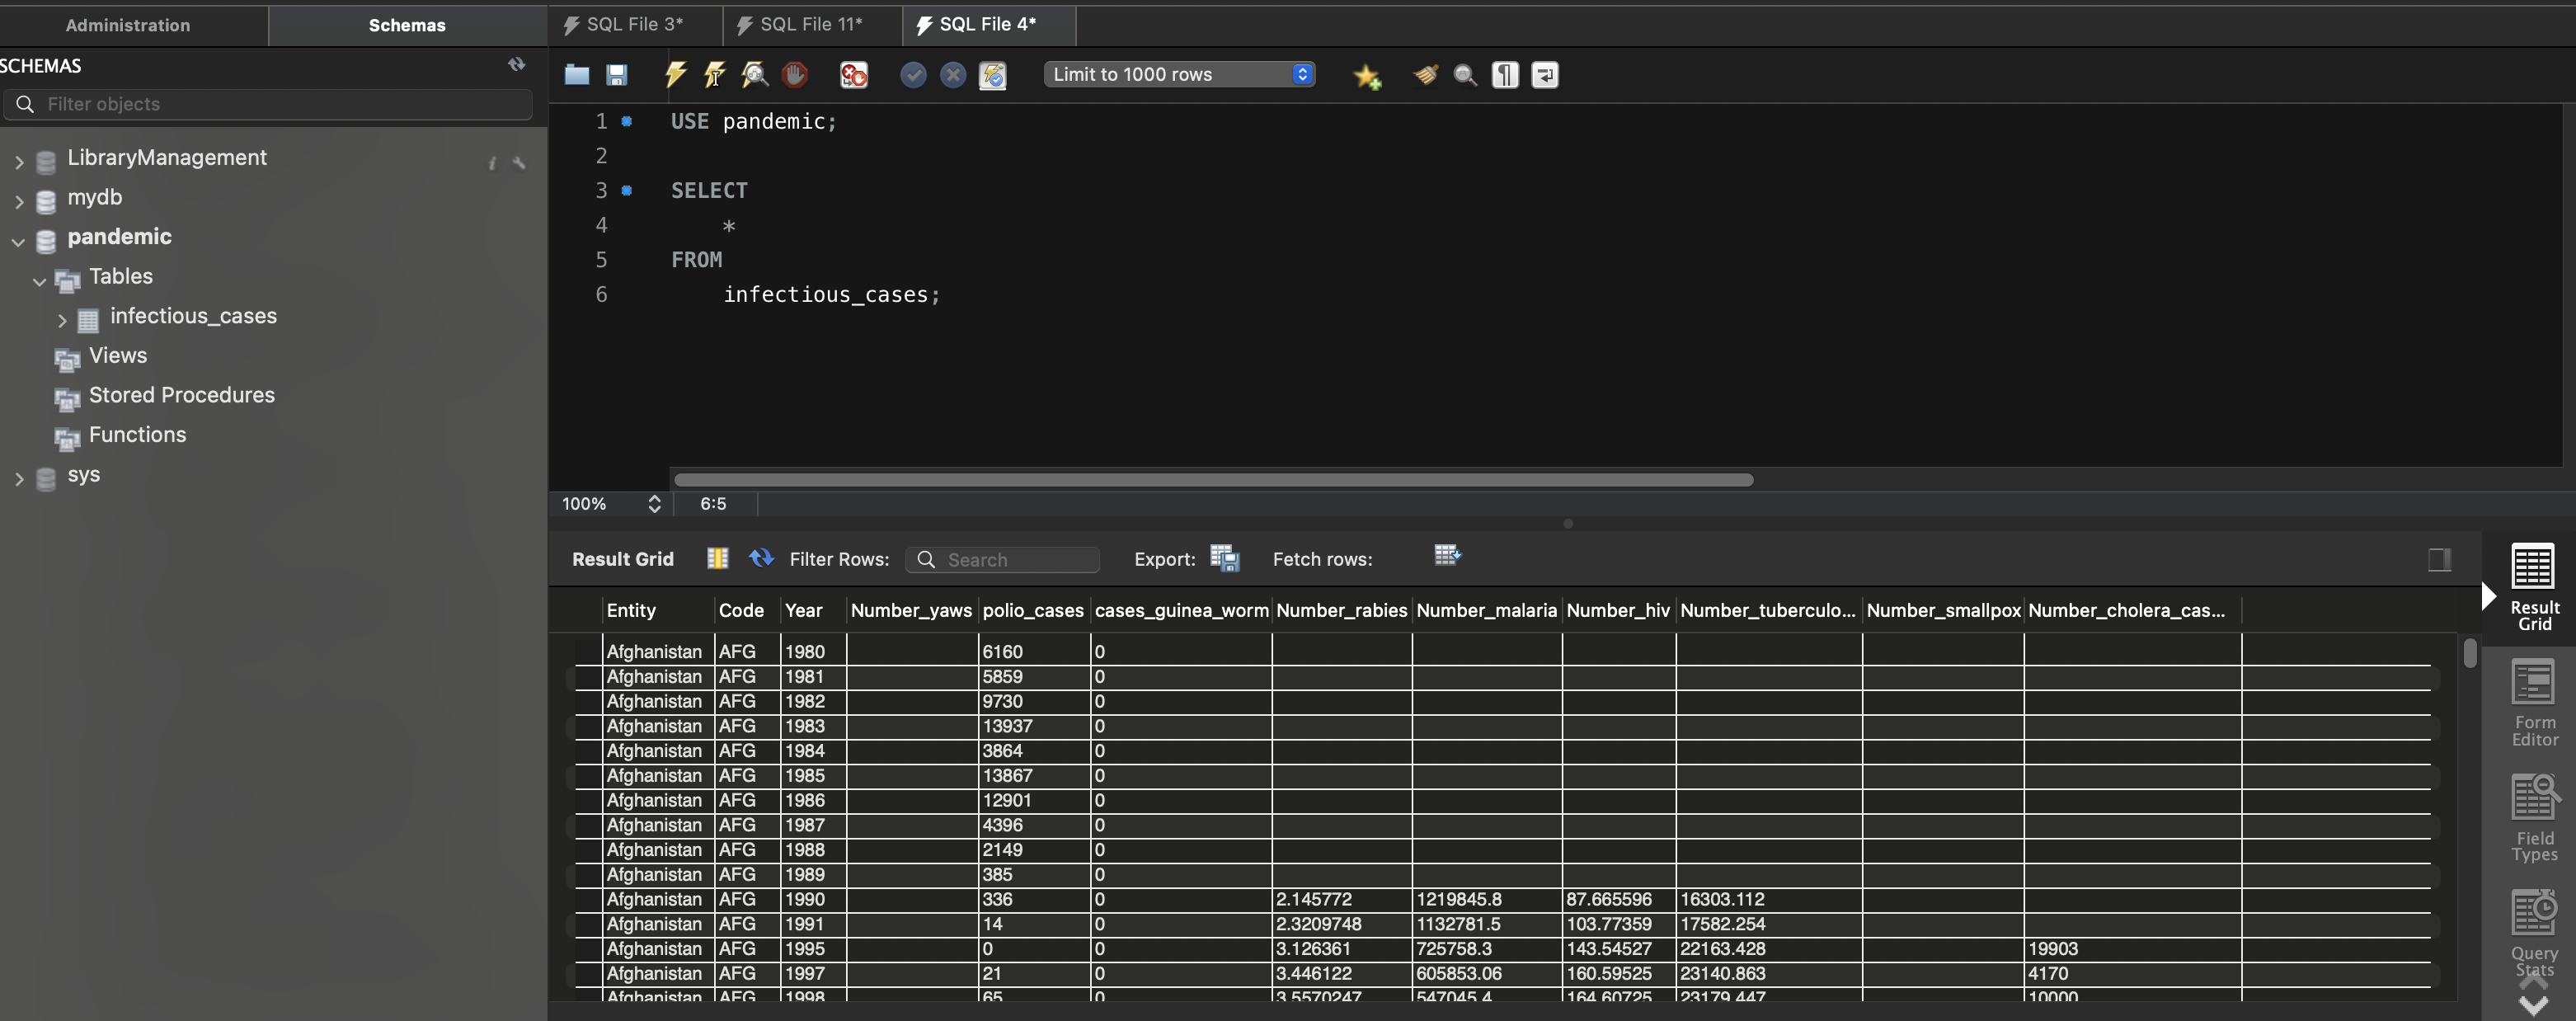 Administration Schemas SQL File 3* SQL File 11* SQL File 4*
SCHEMAS
Filter objects
LibraryManagement
mydb
pandemic
Tables
infectious_cases
Views
Stored Procedures
Functions
sys
Limit to 1000 rows
1 USE pandemic;
2
3 SELECT
4 *
5 FROM
6 infectious_cases;
100% 6:5
Result Grid Filter Rows: Search Export: Fetch rows:
Entity Code Year Number_yaws polio_cases cases_guinea_worm Number_rabies Number_malaria Number_hiv Number_tuberculo... Number_smallpox Number_cholera_cas...
Afghanistan AFG 1980 6160 0
Afghanistan AFG 1981 5859 0
Afghanistan AFG 1982 9730 0
Afghanistan AFG 1983 13937 0
Afghanistan AFG 1984 3864 0
Afghanistan AFG 1985 13867 0
Afghanistan AFG 1986 12901 0
Afghanistan AFG 1987 4396 0
Afghanistan AFG 1988 2149 0
Afghanistan AFG 1989 385 0
Afghanistan AFG 1990 336 0 2.145772 1219845.8 87.665596 16303.112
Afghanistan AFG 1991 14 0 2.3209748 1132781.5 103.77359 17582.254
Afghanistan AFG 1995 0 0 3.126361 725758.3 143.54527 22163.428 19903
Afghanistan AFG 1997 21 0 3.446122 605853.06 160.59525 23140.863 4170
Afghanistan AFG 1998 65 0 3.5570247 547045.4 164.60725 23179.447 10000
Result
Grid
Form
Editor
Field
Types
Query
Stats